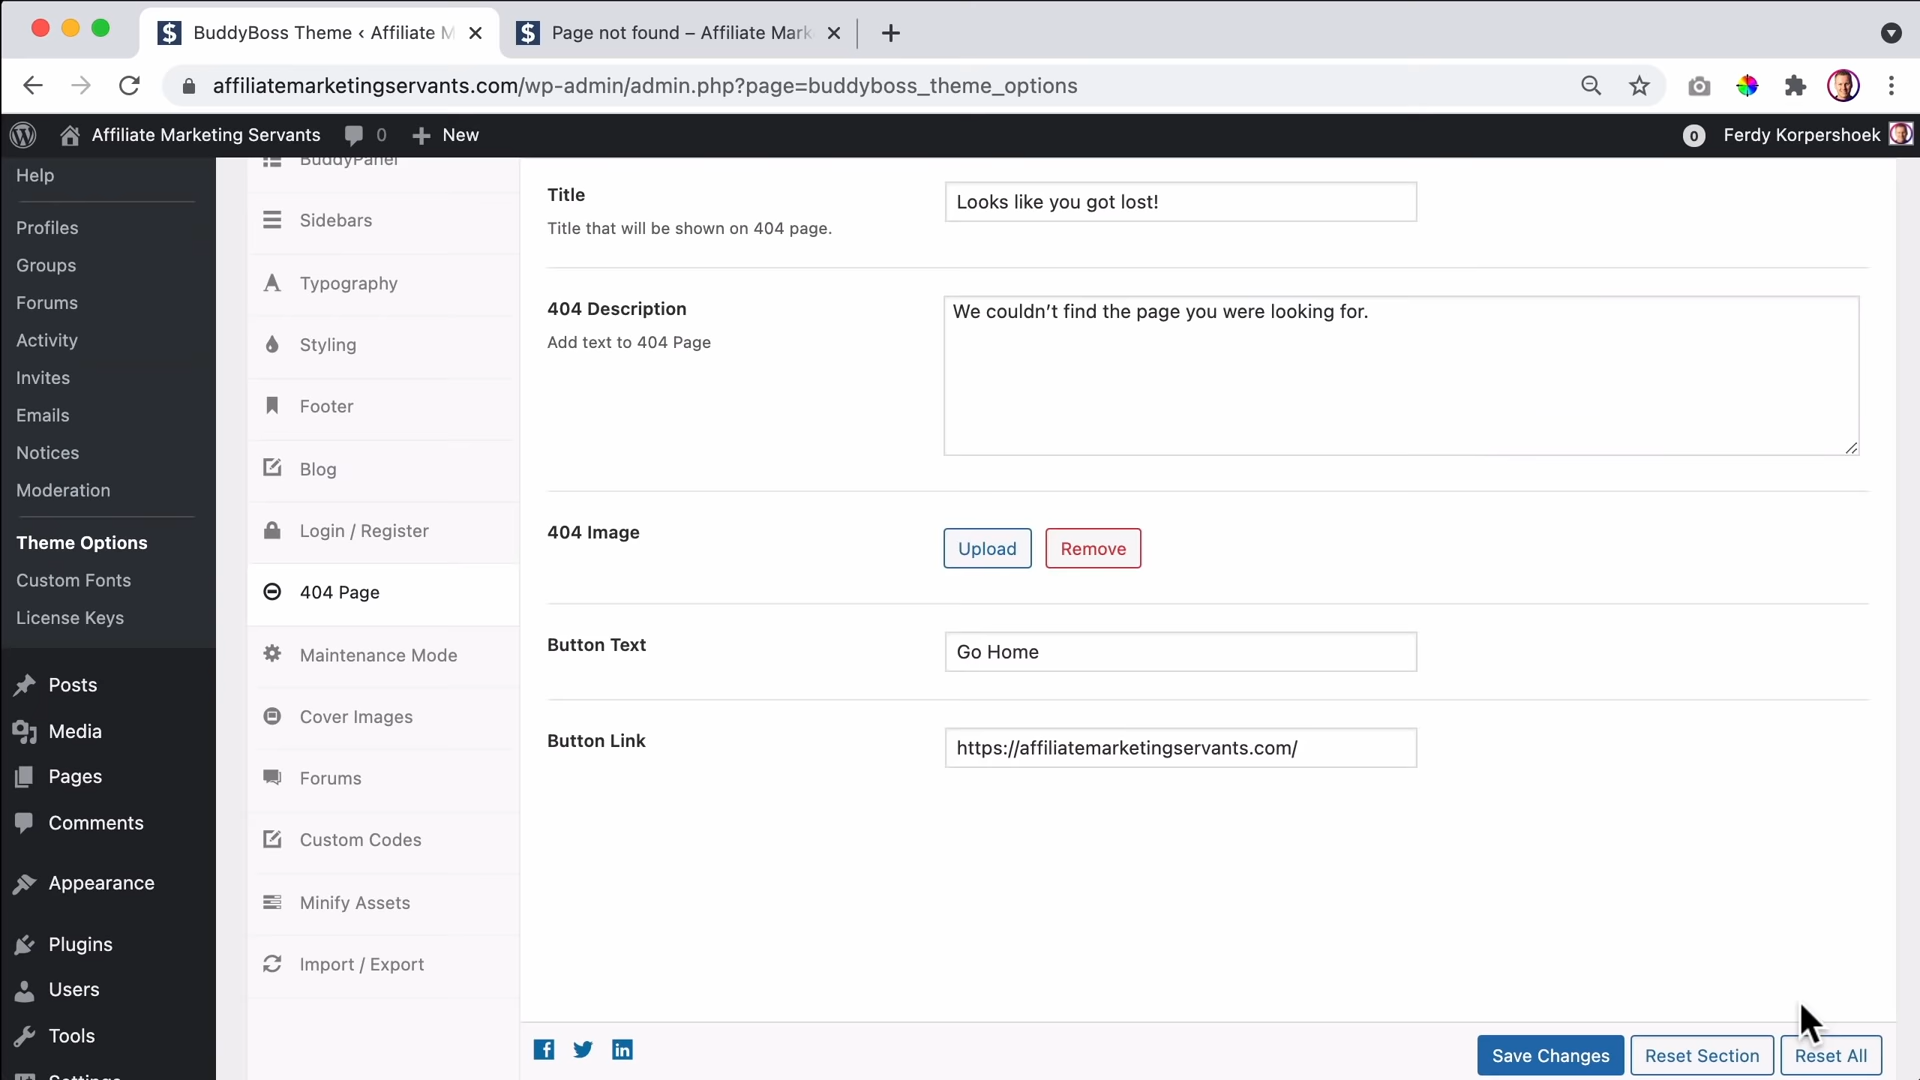 BuddyBoss Theme ‹ Affiliate M
Page not found – Affiliate Mark
affiliatemarketingservants.com/wp-admin/admin.php?page=buddyboss_theme_options
Affiliate Marketing Servants
0
New
0
Ferdy Korpershoek
Help
Profiles
Groups
Forums
Activity
Invites
Emails
Notices
Moderation
Theme Options
Custom Fonts
License Keys
Posts
Media
Pages
Comments
Appearance
Plugins
Users
Tools
Settings
BuddyPanel
Sidebars
Typography
Styling
Footer
Blog
Login / Register
404 Page
Maintenance Mode
Cover Images
Forums
Custom Codes
Minify Assets
Import / Export
Title
Title that will be shown on 404 page.
Looks like you got lost!
404 Description
Add text to 404 Page
We couldn’t find the page you were looking for.
404 Image
Upload
Remove
Button Text
Go Home
Button Link
https://affiliatemarketingservants.com/
Save Changes
Reset Section
Reset All